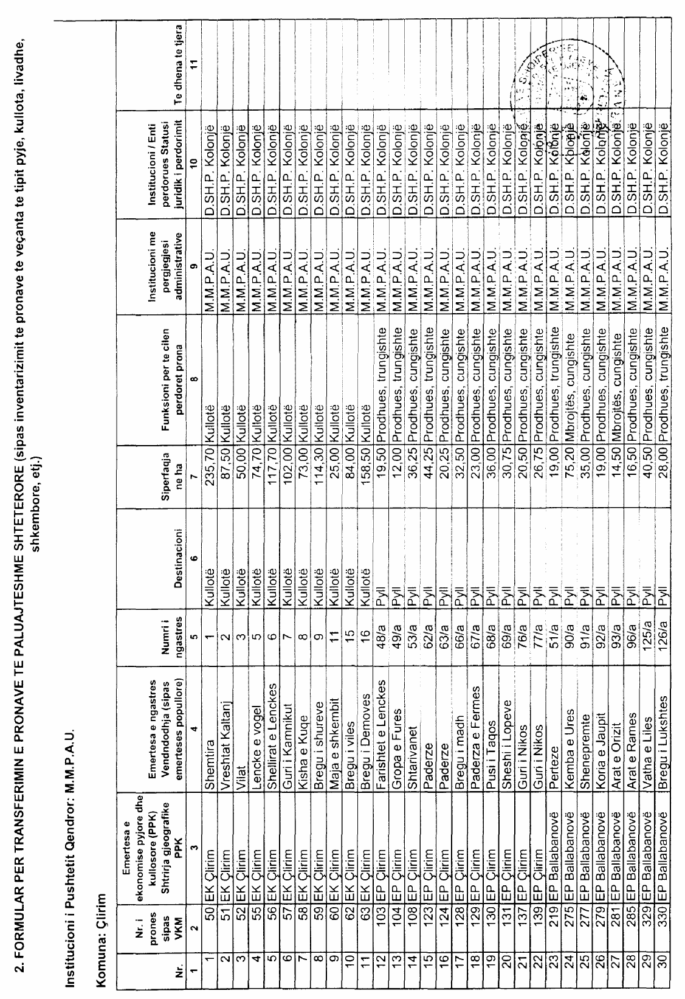 2. FORMULAR PER TRANSFERIMIN E PRONAVE TE PALUAJTESHME SHTETERORE (sipas inventarizimit te pronave te veçanta te tipit pyje, kullota, livadhe,
shkembore, etj.)
Institucioni i Pushtetit Qendror: M.M.P.A.U.
Komuna: Çlirim
Nr. | Nr. i prones sipas VKM | Emertesa e ekonomise pyjore dhe kullosore (PPK) Shtrirja gjeografike PPK | Emertesa e ngastres Vendndodhja (sipas emerteses popullore) | Numri i ngastres | Destinacioni | Siperfaqja ne ha | Funksioni per te cilen perdoret prona | Institucioni me pergjegjesi administrative | Institucioni / Enti perdorues Statusi juridik i perdorimit | Te dhena te tjera
1 | 2 | 3 | 4 | 5 | 6 | 7 | 8 | 9 | 10 | 11
1 | 50 | EK Çlirim | Shemtira | 1 | Kullotë | 235,70 | Kullotë | M.M.P.A.U. | D.SH.P. Kolonjë
2 | 51 | EK Çlirim | Vreshtat Kaltanj | 2 | Kullotë | 87,50 | Kullotë | M.M.P.A.U. | D.SH.P. Kolonjë
3 | 52 | EK Çlirim | Vilat | 3 | Kullotë | 50,00 | Kullotë | M.M.P.A.U. | D.SH.P. Kolonjë
4 | 55 | EK Çlirim | Lencke e vogel | 5 | Kullotë | 74,70 | Kullotë | M.M.P.A.U. | D.SH.P. Kolonjë
5 | 56 | EK Çlirim | Shellirat e Lenckes | 6 | Kullotë | 117,70 | Kullotë | M.M.P.A.U. | D.SH.P. Kolonjë
6 | 57 | EK Çlirim | Guri i Kamnikut | 7 | Kullotë | 102,00 | Kullotë | M.M.P.A.U. | D.SH.P. Kolonjë
7 | 58 | EK Çlirim | Kisha e Kuqe | 8 | Kullotë | 73,00 | Kullotë | M.M.P.A.U. | D.SH.P. Kolonjë
8 | 59 | EK Çlirim | Bregu i shureve | 9 | Kullotë | 114,30 | Kullotë | M.M.P.A.U. | D.SH.P. Kolonjë
9 | 60 | EK Çlirim | Maja e shkembit | 11 | Kullotë | 25,00 | Kullotë | M.M.P.A.U. | D.SH.P. Kolonjë
10 | 62 | EK Çlirim | Bregu i viles | 15 | Kullotë | 84,00 | Kullotë | M.M.P.A.U. | D.SH.P. Kolonjë
11 | 63 | EK Çlirim | Bregu i Demoves | 16 | Kullotë | 158,50 | Kullotë | M.M.P.A.U. | D.SH.P. Kolonjë
12 | 103 | EP Çlirim | Farishtet e Lenckes | 48/a | Pyll | 19,50 | Prodhues, trungishte | M.M.P.A.U. | D.SH.P. Kolonjë
13 | 104 | EP Çlirim | Gropa e Fures | 49/a | Pyll | 12,00 | Prodhues, trungishte | M.M.P.A.U. | D.SH.P. Kolonjë
14 | 108 | EP Çlirim | Shtarivanet | 53/a | Pyll | 36,25 | Prodhues, cungishte | M.M.P.A.U. | D.SH.P. Kolonjë
15 | 123 | EP Çlirim | Paderze | 62/a | Pyll | 44,25 | Prodhues, trungishte | M.M.P.A.U. | D.SH.P. Kolonjë
16 | 124 | EP Çlirim | Paderze | 63/a | Pyll | 20,25 | Prodhues, cungishte | M.M.P.A.U. | D.SH.P. Kolonjë
17 | 128 | EP Çlirim | Bregu i madh | 66/a | Pyll | 32,50 | Prodhues, cungishte | M.M.P.A.U. | D.SH.P. Kolonjë
18 | 129 | EP Çlirim | Paderza e Fermes | 67/a | Pyll | 23,00 | Prodhues, cungishte | M.M.P.A.U. | D.SH.P. Kolonjë
19 | 130 | EP Çlirim | Pusi i Taqos | 68/a | Pyll | 36,00 | Prodhues, cungishte | M.M.P.A.U. | D.SH.P. Kolonjë
20 | 131 | EP Çlirim | Sheshi i Lopeve | 69/a | Pyll | 30,75 | Prodhues, cungishte | M.M.P.A.U. | D.SH.P. Kolonjë
21 | 137 | EP Çlirim | Guri i Nikos | 76/a | Pyll | 20,50 | Prodhues, cungishte | M.M.P.A.U. | D.SH.P. Kolonjë
22 | 139 | EP Çlirim | Guri i Nikos | 77/a | Pyll | 26,75 | Prodhues, cungishte | M.M.P.A.U. | D.SH.P. Kolonjë
23 | 219 | EP Ballabanovë | Perteze | 51/a | Pyll | 19,00 | Prodhues, trungishte | M.M.P.A.U. | D.SH.P. Kolonjë
24 | 275 | EP Ballabanovë | Kemba e Ures | 90/a | Pyll | 75,20 | Mbrojtës, cungishte | M.M.P.A.U. | D.SH.P. Kolonjë
25 | 277 | EP Ballabanovë | Shenepremte | 91/a | Pyll | 35,00 | Prodhues, cungishte | M.M.P.A.U. | D.SH.P. Kolonjë
26 | 279 | EP Ballabanovë | Koria e Jaupit | 92/a | Pyll | 19,00 | Prodhues, cungishte | M.M.P.A.U. | D.SH.P. Kolonjë
27 | 281 | EP Ballabanovë | Arat e Orizit | 93/a | Pyll | 14,50 | Mbrojtës, cungishte | M.M.P.A.U. | D.SH.P. Kolonjë
28 | 285 | EP Ballabanovë | Arat e Rames | 96/a | Pyll | 16,50 | Prodhues, cungishte | M.M.P.A.U. | D.SH.P. Kolonjë
29 | 329 | EP Ballabanovë | Vatha e Liles | 125/a | Pyll | 40,50 | Prodhues, cungishte | M.M.P.A.U. | D.SH.P. Kolonjë
30 | 330 | EP Ballabanovë | Bregu i Lukshtes | 126/a | Pyll | 28,00 | Prodhues, trungishte | M.M.P.A.U. | D.SH.P. Kolonjë